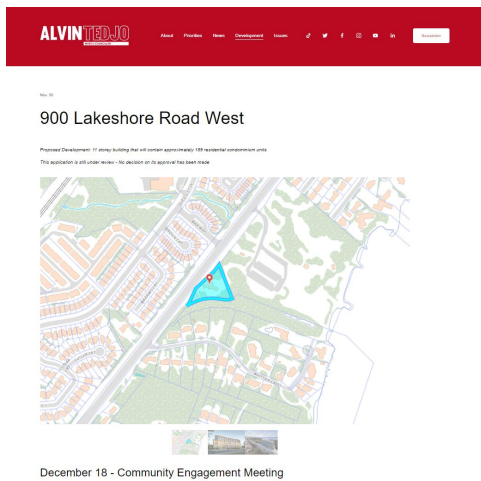 ALVIN TEDJO
About Priorities News Development Issues
Newsletter
Nov 30
900 Lakeshore Road West
Proposed Development: 11 storey building that will contain approximately 189 residential condominium units
This application is still under review - No decision on its approval has been made
December 18 - Community Engagement Meeting